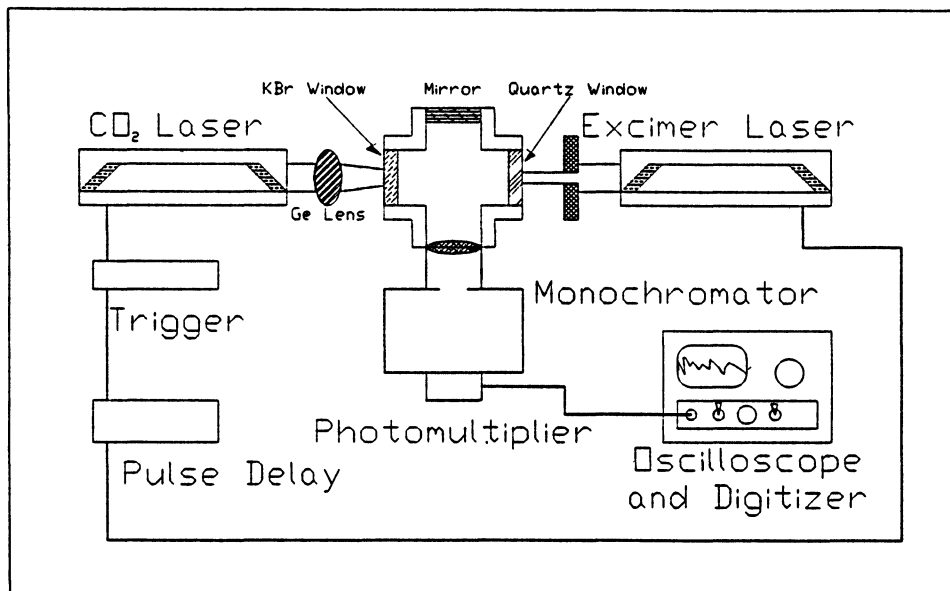 KBr Window
Mirror
Quartz Window
CO₂ Laser
Excimer Laser
Ge Lens
Trigger
Monochromator
Photomultiplier
Pulse Delay
Oscilloscope
and Digitizer